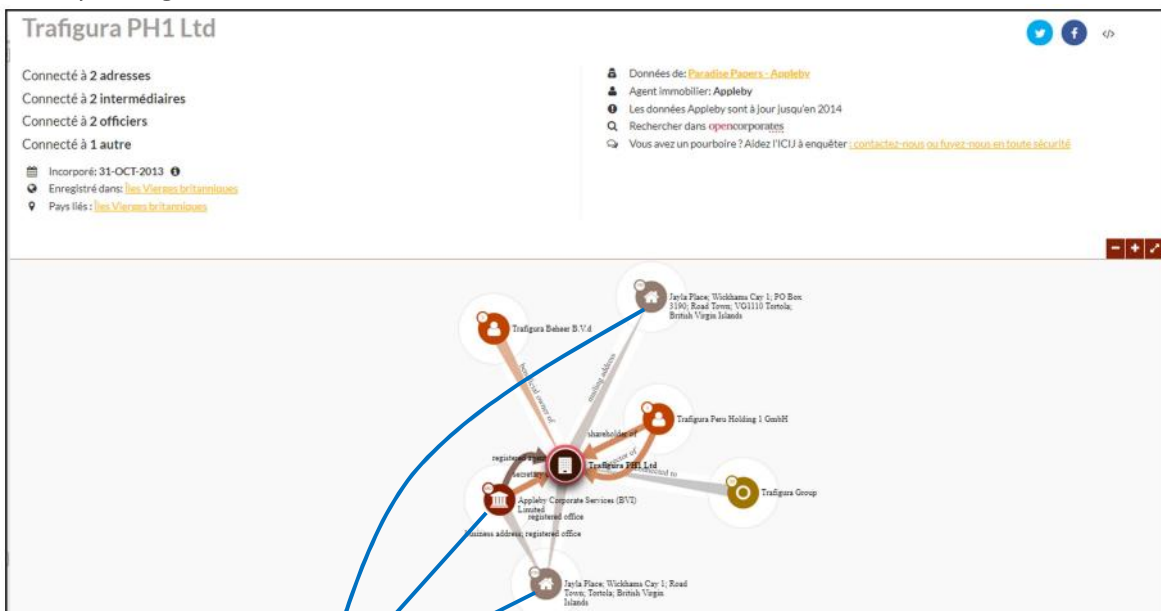 Trafigura PH1 Ltd
Connecté à 2 adresses
Connecté à 2 intermédiaires
Connecté à 2 officiers
Connecté à 1 autre
Incorporé: 31-OCT-2013
Enregistré dans: Îles Vierges britanniques
Pays liés : Îles Vierges britanniques
Données de: Paradise Papers - Appleby
Agent immobilier: Appleby
Les données Appleby sont à jour jusqu'en 2014
Rechercher dans opencorporates
Vous avez un pourboire ? Aidez l'ICIJ à enquêter : contactez-nous ou fuyez-nous en toute sécurité
Jayla Place; Wickhams Cay 1; PO Box
3190; Road Town; VG1110 Tortola;
British Virgin Islands
Trafigura Beheer B.V.d
beneficial owner of
mailing address
Trafigura Peru Holding 1 GmbH
shareholder of
registered agent
Trafigura PH1 Ltd
connected to
secretary
Trafigura Group
Appleby Corporate Services (BVI)
Limited
registered office
business address; registered office
Jayla Place; Wickhams Cay 1; Road
Town; Tortola; British Virgin
Islands